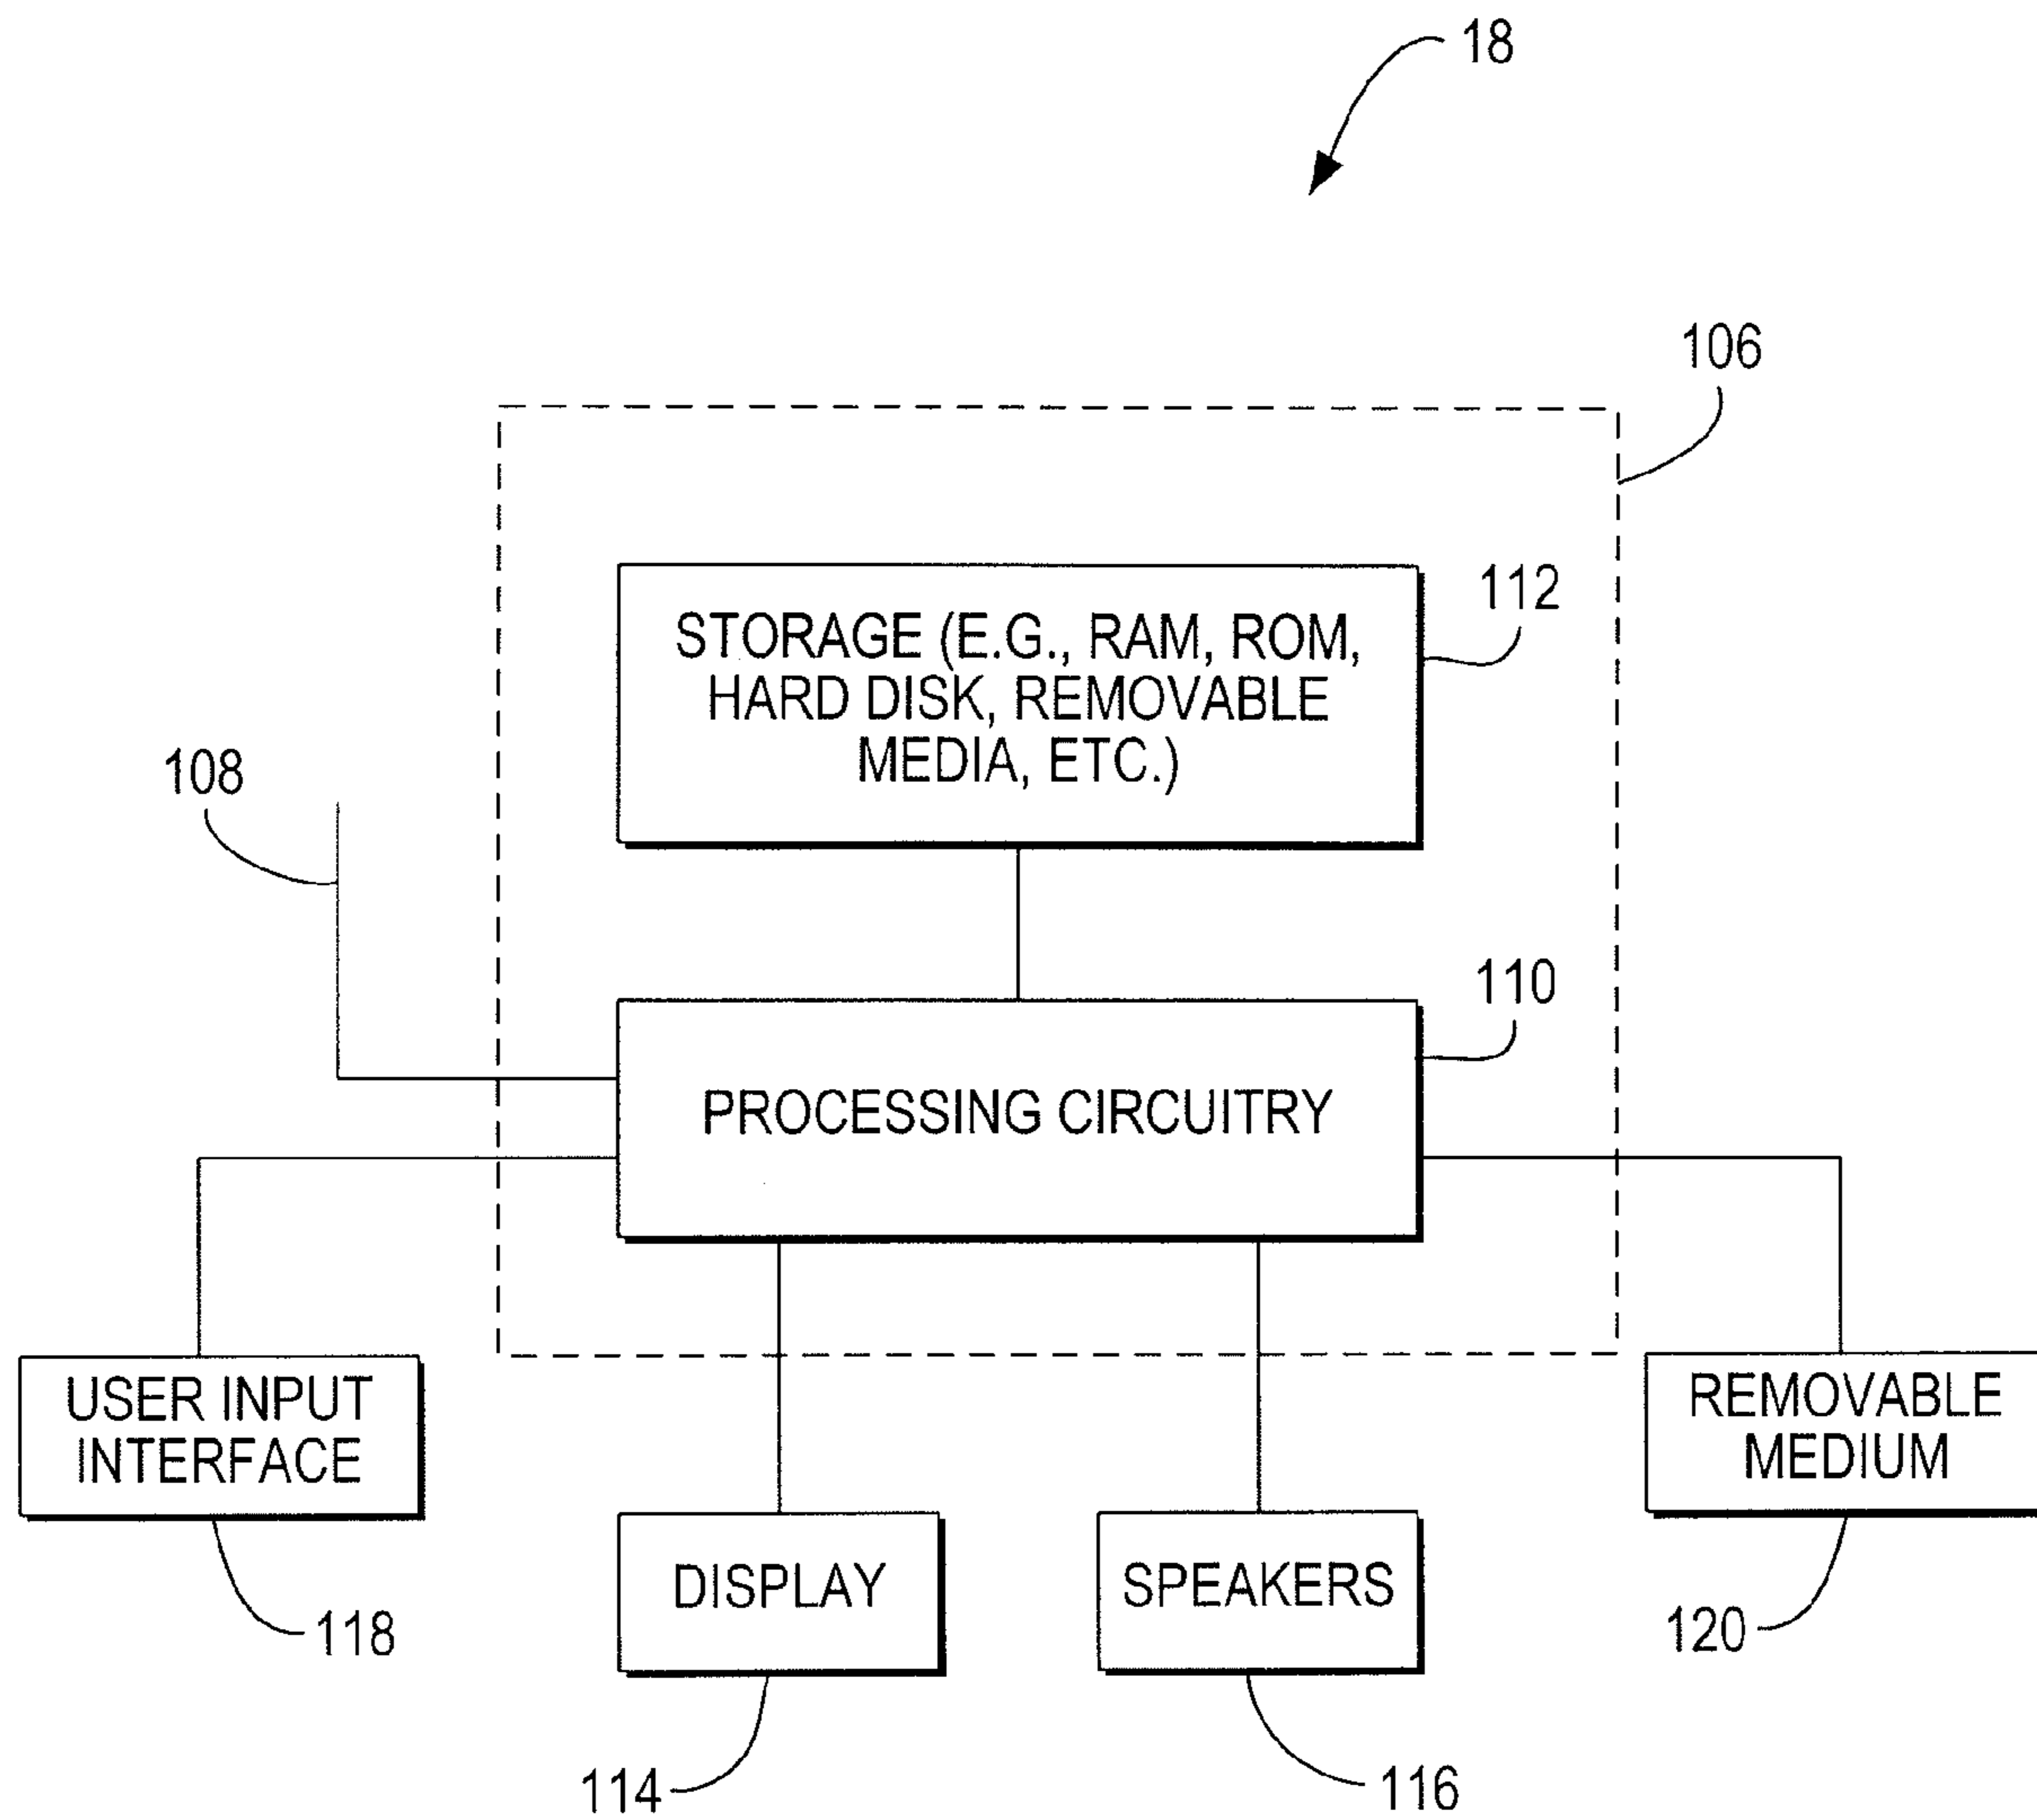 18
106
STORAGE (E.G., RAM, ROM,
HARD DISK, REMOVABLE
MEDIA, ETC.)
112
108
110
PROCESSING CIRCUITRY
USER INPUT
INTERFACE
118
DISPLAY
114
SPEAKERS
116
REMOVABLE
MEDIUM
120